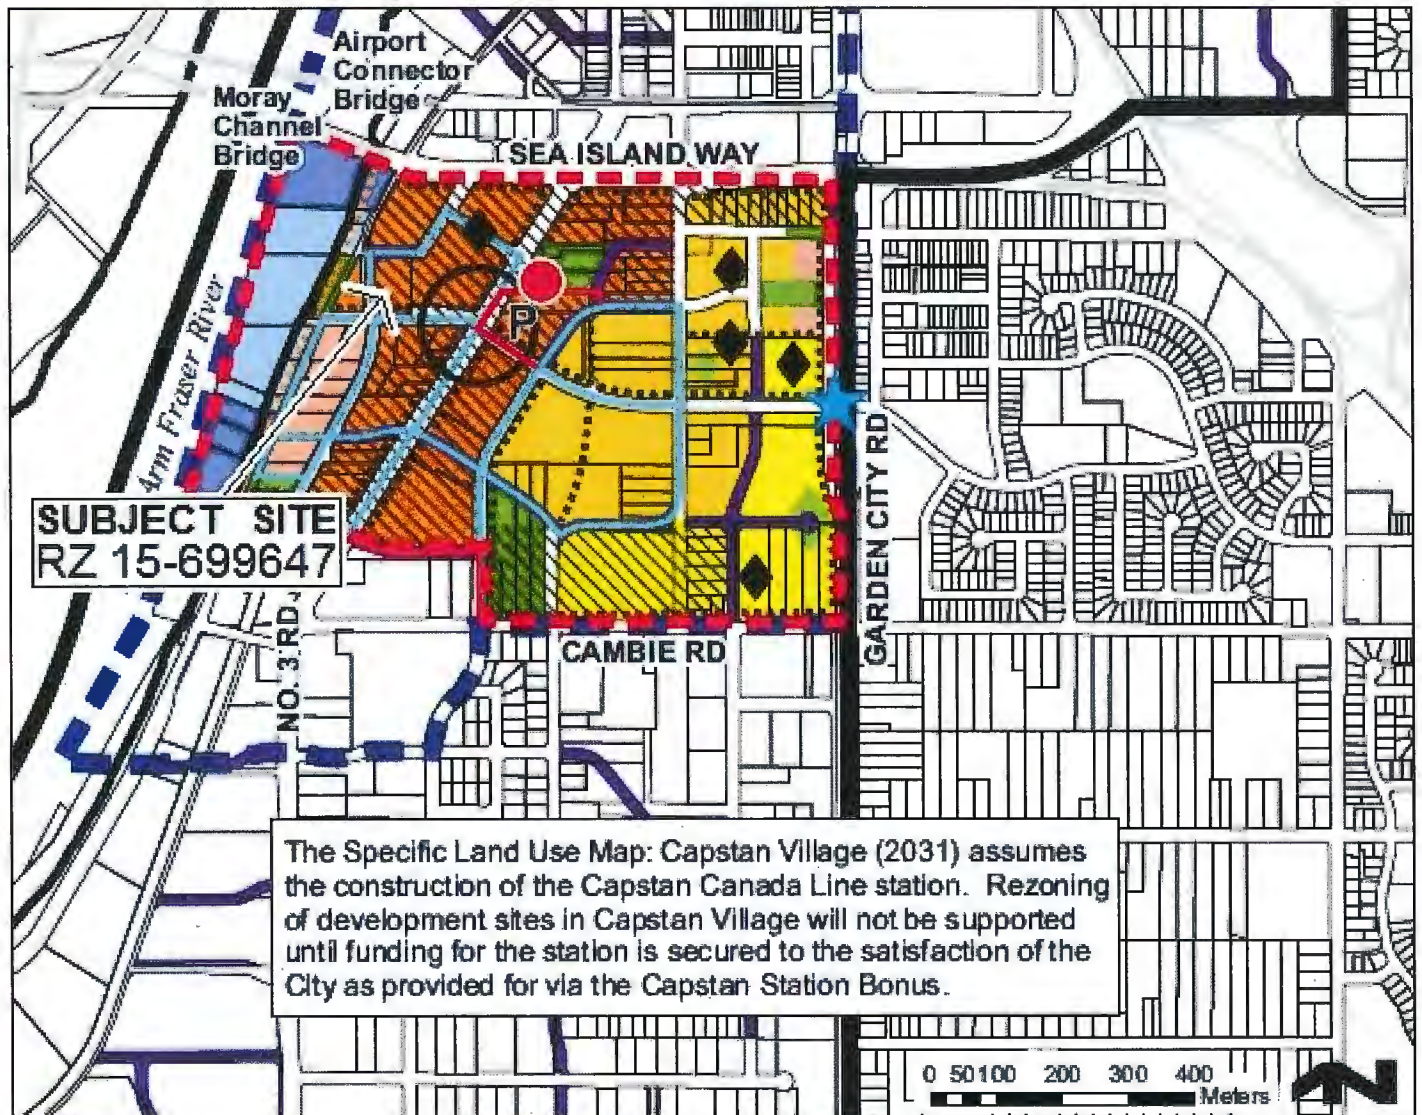 Airport
Connector
Bridge
Moray
Channel
Bridge
SEA ISLAND WAY
P
Arm Fraser River
SUBJECT SITE
RZ 15-699647
NO. 3 RD
CAMBIE RD
GARDEN CITY RD
The Specific Land Use Map: Capstan Village (2031) assumes
the construction of the Capstan Canada Line station. Rezoning
of development sites in Capstan Village will not be supported
until funding for the station is secured to the satisfaction of the
City as provided for via the Capstan Station Bonus.
0 50 100 200 300 400
Meters